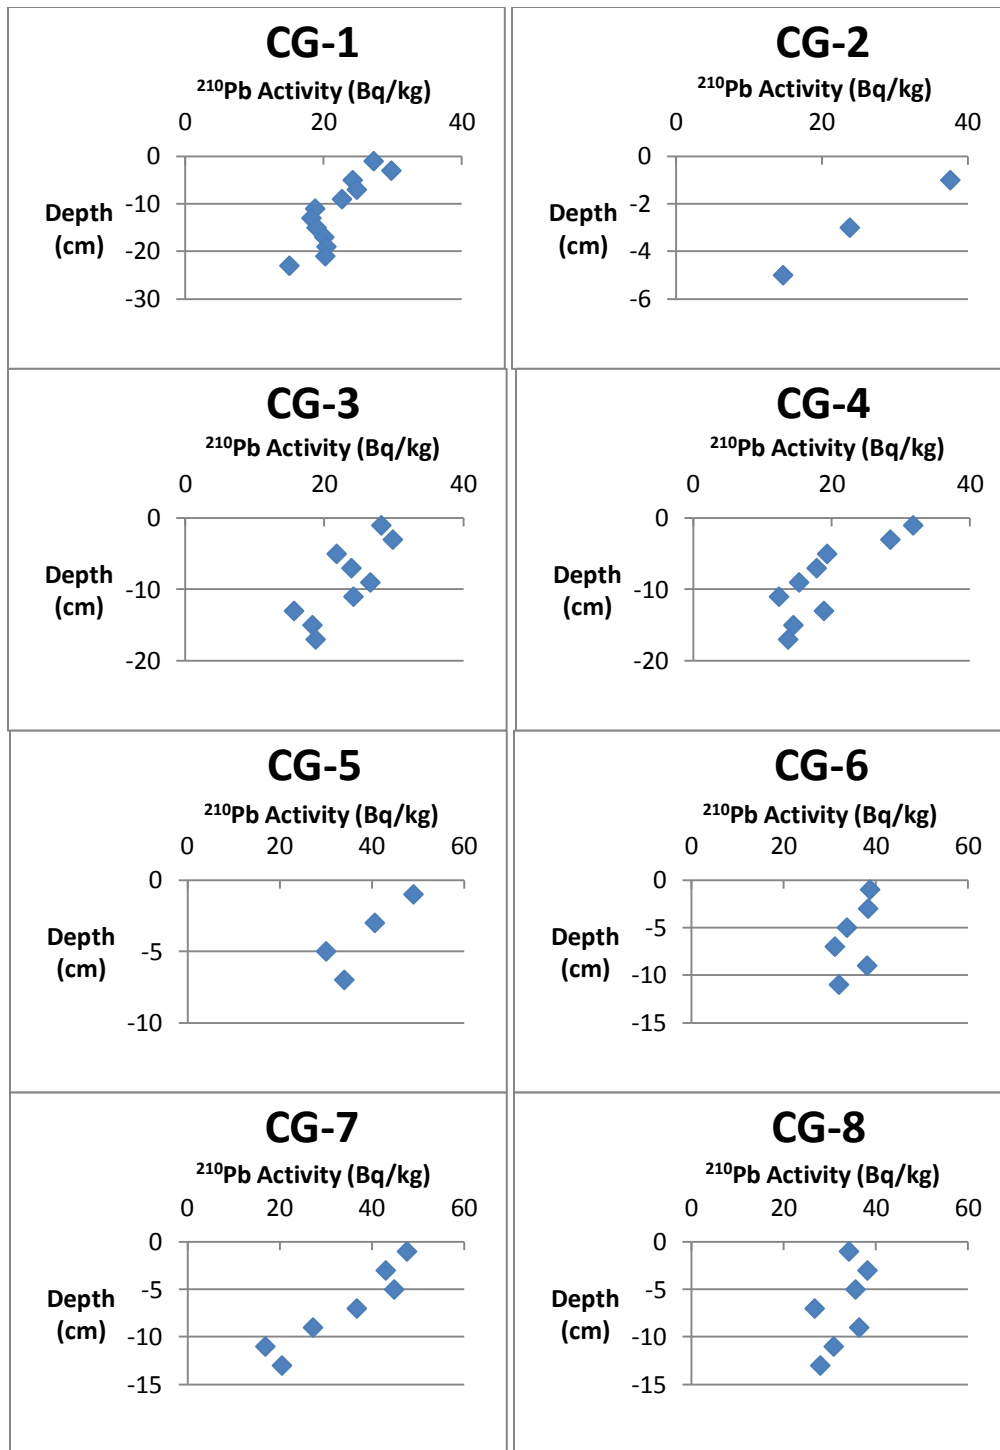 CG-1
²¹⁰Pb Activity (Bq/kg)
0 20 40
0
-10
-20
-30
Depth
(cm)
CG-2
²¹⁰Pb Activity (Bq/kg)
0 20 40
0
-2
-4
-6
Depth
(cm)
CG-3
²¹⁰Pb Activity (Bq/kg)
0 20 40
0
-10
-20
Depth
(cm)
CG-4
²¹⁰Pb Activity (Bq/kg)
0 20 40
0
-10
-20
Depth
(cm)
CG-5
²¹⁰Pb Activity (Bq/kg)
0 20 40 60
0
-5
-10
Depth
(cm)
CG-6
²¹⁰Pb Activity (Bq/kg)
0 20 40 60
0
-5
-10
-15
Depth
(cm)
CG-7
²¹⁰Pb Activity (Bq/kg)
0 20 40 60
0
-5
-10
-15
Depth
(cm)
CG-8
²¹⁰Pb Activity (Bq/kg)
0 20 40 60
0
-5
-10
-15
Depth
(cm)